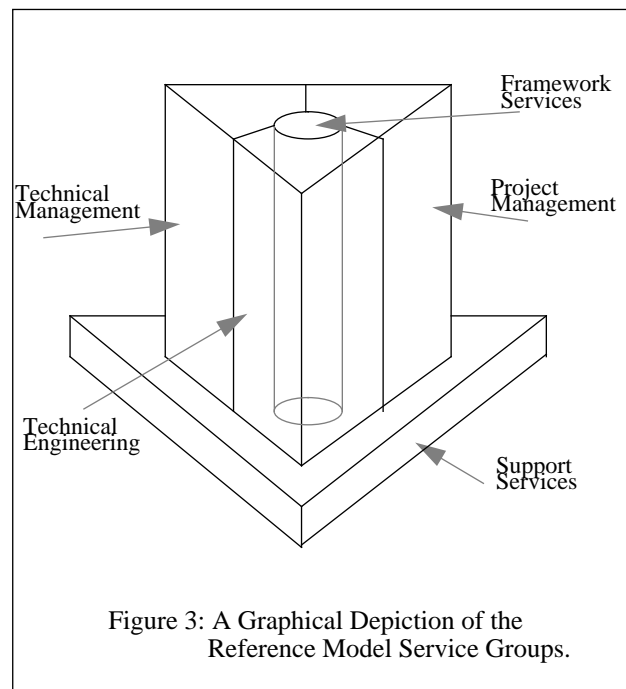 Framework
Services
Technical
Management
Project
Management
Technical
Engineering
Support
Services
Figure 3: A Graphical Depiction of the
Reference Model Service Groups.